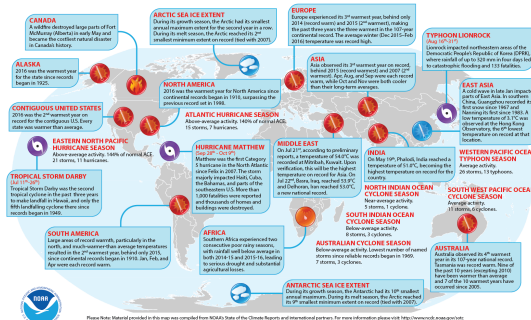 CANADA
A wildfire destroyed large parts of Fort
McMurray (Alberta) in early May and
became the costliest natural disaster
in Canada's history.
ARCTIC SEA ICE EXTENT
During its growth season, the Arctic had its smallest
annual maximum extent for the second year in a row.
During its melt season, the Arctic reached its 2nd
smallest minimum extent on record (tied with 2007).
EUROPE
Europe experienced its 3rd warmest year, behind only
2014 (record warm) and 2015 (2nd warmest), making
the past three years the three warmest in the 107-year
continental record. The average winter (Dec 2015–Feb
2016) temperature was record high.
TYPHOON LIONROCK
(Aug 16th–31st)
Lionrock impacted northeastern areas of the
Democratic People's Republic of Korea (DPRK),
where rainfall of up to 320 mm in four days led
to catastrophic flooding and 133 fatalities.
ALASKA
2016 was the warmest year
for the state since records
began in 1925.
NORTH AMERICA
2016 was the warmest year for North America since
continental records began in 1910; surpassing the
previous record set in 1998.
ASIA
Asia observed its 3rd warmest year on record,
behind 2015 (record warmest) and 2007 (2nd
warmest). Apr, Aug, and Sep were each record
warm, while Oct and Nov were both cooler
than their long-term averages.
EAST ASIA
A cold wave in late Jan impacted
parts of East Asia. In southern
China, Guangzhou recorded its
first snow since 1967 and
Nanning its first since 1983. A
low temperature of 3.1°C was
observed at the Hong Kong
Observatory, the 6th lowest
temperature on record at that
location.
CONTIGUOUS UNITED STATES
2016 was the 2nd warmest year on
record for the contiguous U.S. Every
state was warmer than average.
ATLANTIC HURRICANE SEASON
Above-average activity. 140% of normal ACE.
15 storms, 7 hurricanes.
EASTERN NORTH PACIFIC
HURRICANE SEASON
Above-average activity. 140% of normal ACE.
21 storms, 11 hurricanes.
HURRICANE MATTHEW
(Sep 28th – Oct 9th)
Matthew was the first Category
5 hurricane in the North Atlantic
since Felix in 2007. The storm
majorly impacted Haiti, Cuba,
the Bahamas, and parts of the
southeastern U.S. More than
1,200 fatalities were reported
and thousands of homes and
buildings were destroyed.
MIDDLE EAST
On July 21st, according to preliminary
reports, a temperature of 54.0°C was
recorded at Mitribah, Kuwait. Upon
verification, this will be the highest
temperature on record for Asia. On
July 22nd, Basra, Iraq, reached 53.9°C
and Delhoran, Iran reached 53.0°C,
a new national record.
INDIA
On May 19th, Phalodi, India reached a
temperature of 51.0°C, becoming the
highest temperature on record for the
country.
WESTERN PACIFIC OCEAN
TYPHOON SEASON
Average activity.
26 storms, 13 typhoons.
TROPICAL STORM DARBY
Tropical Storm Darby was the second
tropical cyclone in the past three years
to make landfall in Hawaii, and only the
fifth landfalling cyclone there since
records began in 1949.
NORTH INDIAN OCEAN
CYCLONE SEASON
Near-average activity.
5 storms, 1 cyclone.
SOUTH WEST PACIFIC OCEAN
CYCLONE SEASON
Average activity.
11 storms, 6 cyclones.
SOUTH INDIAN OCEAN
CYCLONE SEASON
Below-average activity.
8 storms, 3 cyclones.
SOUTH AMERICA
Large areas of record warmth, particularly in the
north, and much-warmer-than average temperatures
resulted in the 2nd warmest year, behind only 2015,
since continental records began in 1910. Jan, Feb, and
Apr were each record warm.
AFRICA
Southern Africa experienced two
consecutive poor rainy seasons,
with rainfall well below average in
both 2014-15 and 2015-16, leading
to serious drought and substantial
agricultural losses.
AUSTRALIAN CYCLONE SEASON
Below-average activity. Lowest number of named
storms since reliable records began in 1969.
7 storms, 3 cyclones.
AUSTRALIA
Australia observed its 4th warmest
year in its 107-year national record.
Tasmania was record warm. Nine of
the past 10 years (excepting 2010)
have been warmer than average
and 7 of the 10 warmest years have
occurred since 2005.
ANTARCTIC SEA ICE EXTENT
During its growth season, the Antarctic had its 10th smallest
annual maximum. During its melt season, the Arctic reached
its 9th smallest minimum extent on record (tied with 2007).
NOAA
Please Note: Material provided in this map was compiled from NOAA's State of the Climate Reports and international partners. For more information please visit: http://www.ncdc.noaa.gov/sotc